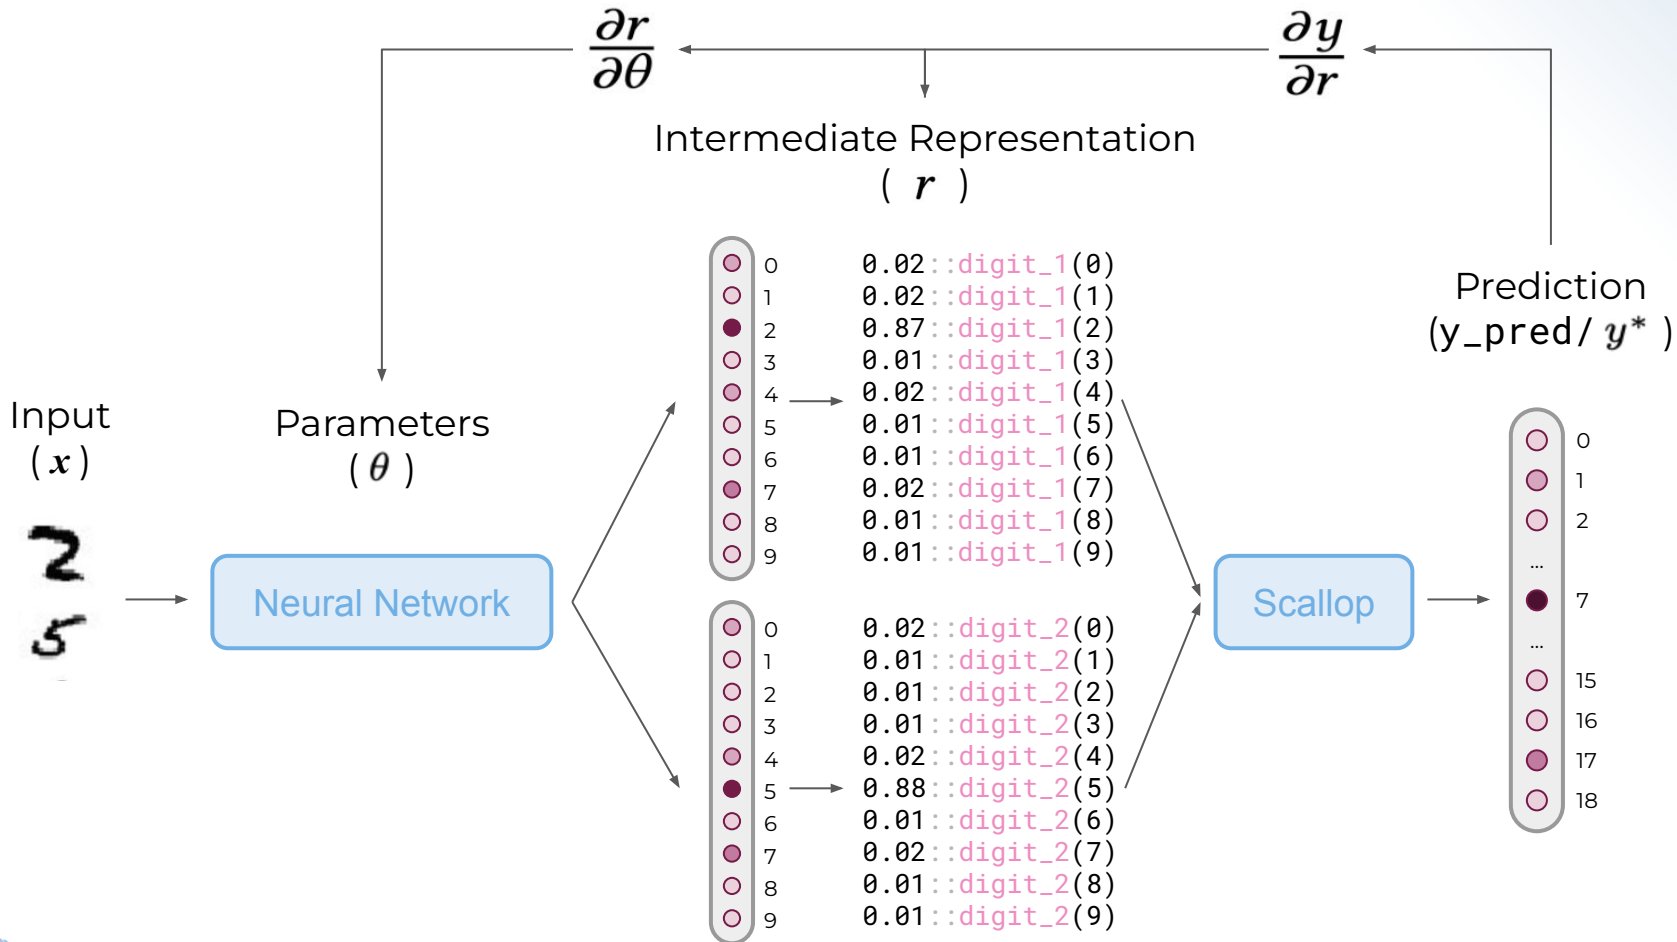 ∂r/∂θ
∂y/∂r
Intermediate Representation
( r )
Prediction
(y_pred/ y* )
Input
( x )
Parameters
( θ )
2
5
Neural Network
0
1
2
3
4
5
6
7
8
9
0.02::digit_1(0)
0.02::digit_1(1)
0.87::digit_1(2)
0.01::digit_1(3)
0.02::digit_1(4)
0.01::digit_1(5)
0.01::digit_1(6)
0.02::digit_1(7)
0.01::digit_1(8)
0.01::digit_1(9)
0
1
2
3
4
5
6
7
8
9
0.02::digit_2(0)
0.01::digit_2(1)
0.01::digit_2(2)
0.01::digit_2(3)
0.02::digit_2(4)
0.88::digit_2(5)
0.01::digit_2(6)
0.02::digit_2(7)
0.01::digit_2(8)
0.01::digit_2(9)
Scallop
0
1
2
...
7
...
15
16
17
18